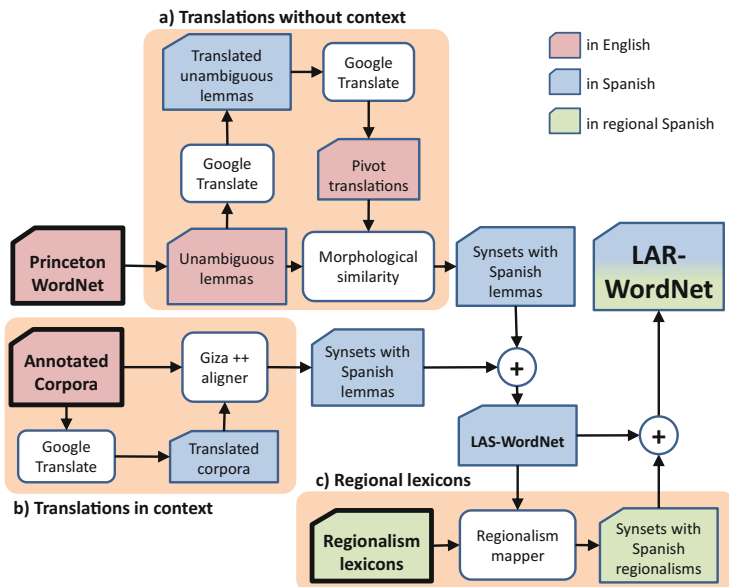 a) Translations without context
Translated
unambiguous
lemmas
Google
Translate
in English
in Spanish
in regional Spanish
Google
Translate
Pivot
translations
Princeton
WordNet
Unambiguous
lemmas
Morphological
similarity
Synsets with
Spanish
lemmas
LAR-
WordNet
Annotated
Corpora
Giza ++
aligner
Synsets with
Spanish
lemmas
+
Google
Translate
Translated
corpora
LAS-WordNet
+
b) Translations in context
c) Regional lexicons
Regionalism
lexicons
Regionalism
mapper
Synsets with
Spanish
regionalisms